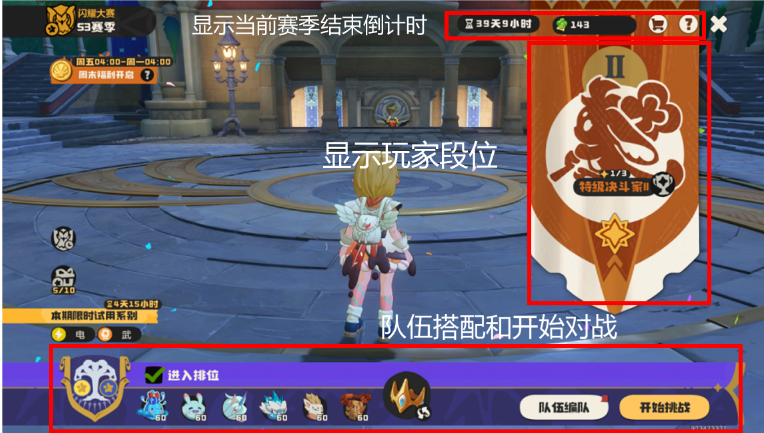 闪耀大赛
S3赛季
显示当前赛季结束倒计时
39天9小时
143
?
周五04:00-周一04:00
周末福利开启 ?
II
显示玩家段位
1/3
特级决斗家II
5/10
4天15小时
本期限时试用系别
电 武
队伍搭配和开始对战
进入排位
60 60 60 60 60 60
队伍编队
开始挑战